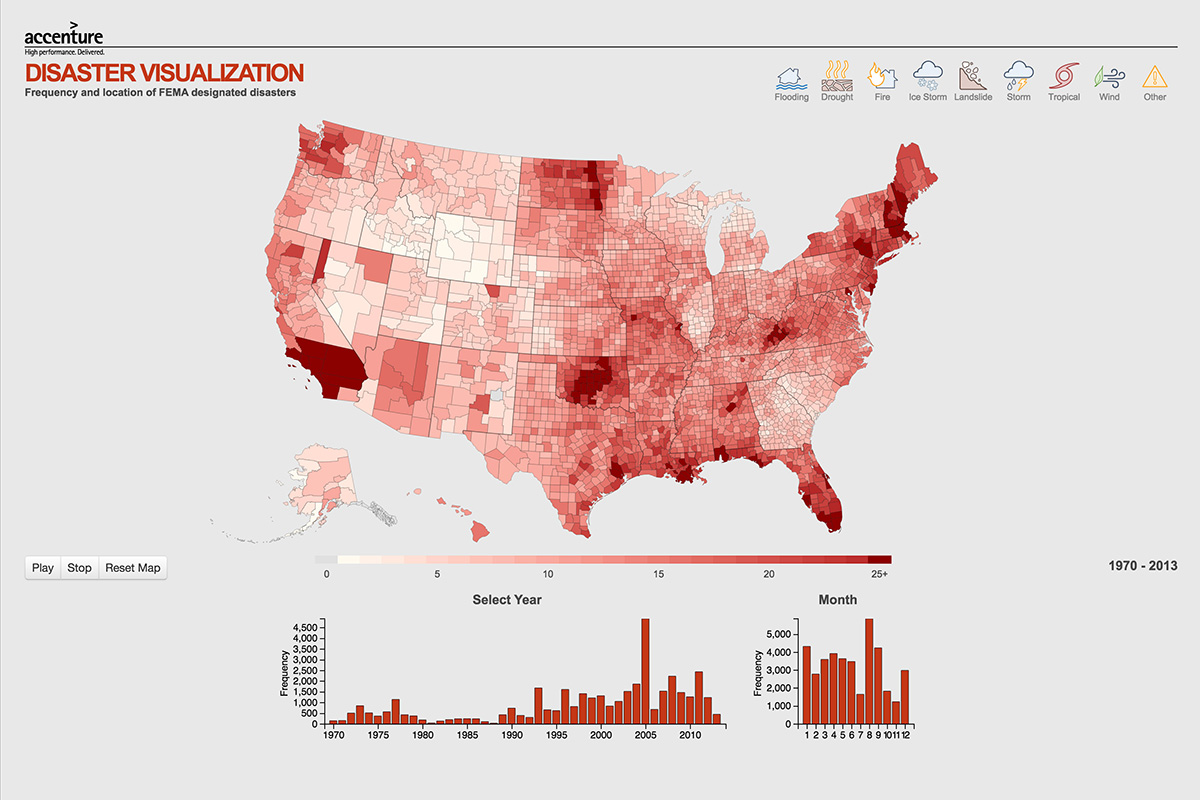 accenture
High performance. Delivered.
DISASTER VISUALIZATION
Frequency and location of FEMA designated disasters
Flooding Drought Fire Ice Storm Landslide Storm Tropical Wind Other
Play Stop Reset Map
0 5 10 15 20 25+
1970 - 2013
Select Year
Frequency
4,500
4,000
3,500
3,000
2,500
2,000
1,500
1,000
500
0
1970 1975 1980 1985 1990 1995 2000 2005 2010
Month
Frequency
5,000
4,000
3,000
2,000
1,000
0
1 2 3 4 5 6 7 8 9 10 11 12